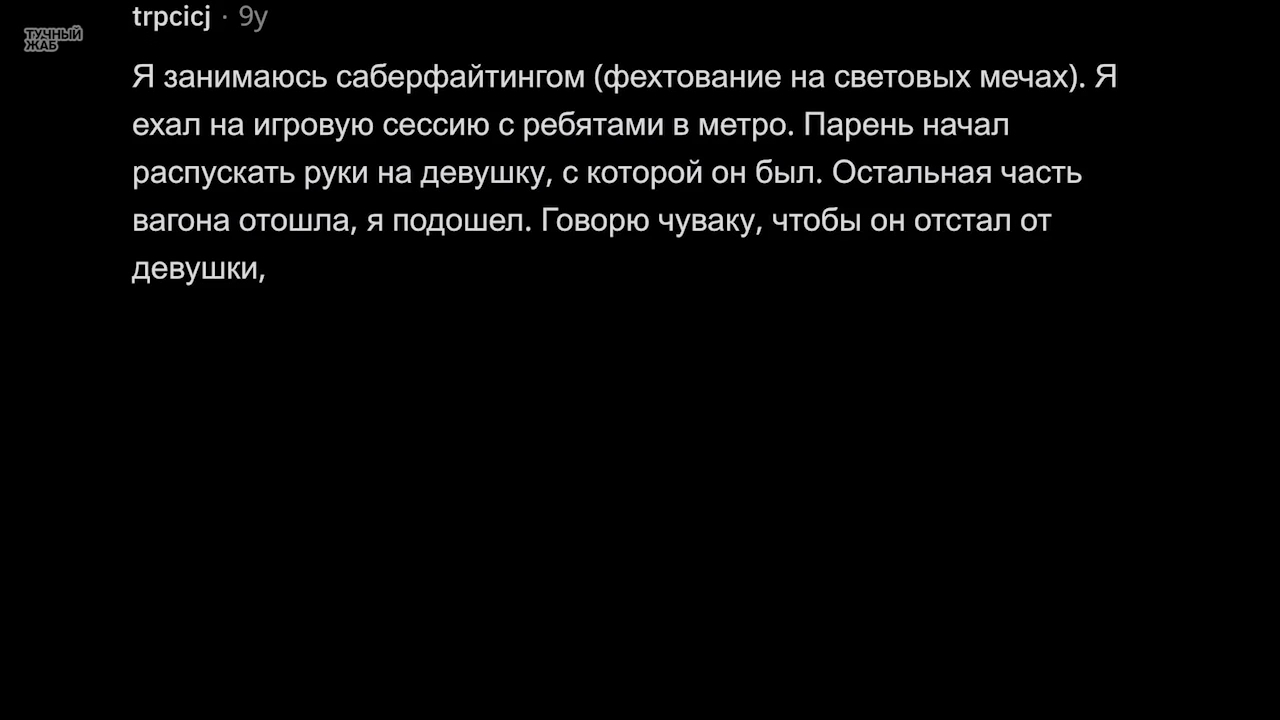 trpcicj · 9y
ТУЧНЫЙ
ЖАБ
Я занимаюсь саберфайтингом (фехтование на световых мечах). Я
ехал на игровую сессию с ребятами в метро. Парень начал
распускать руки на девушку, с которой он был. Остальная часть
вагона отошла, я подошел. Говорю чуваку, чтобы он отстал от
девушки,